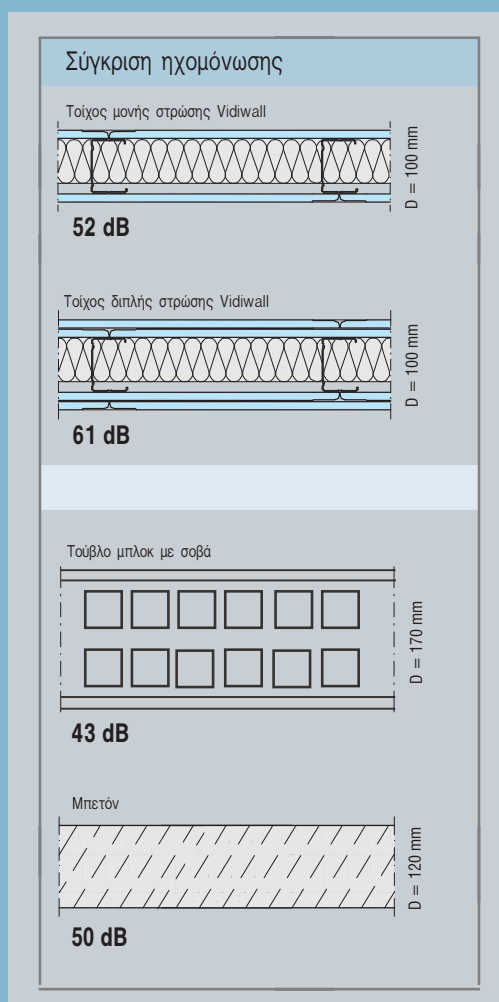 Σύγκριση ηχομόνωσης
Τοίχος μονής στρώσης Vidiwall
D = 100 mm
52 dB
Τοίχος διπλής στρώσης Vidiwall
D = 100 mm
61 dB
Τούβλο μπλοκ με σοβά
D = 170 mm
43 dB
Μπετόν
D = 120 mm
50 dB